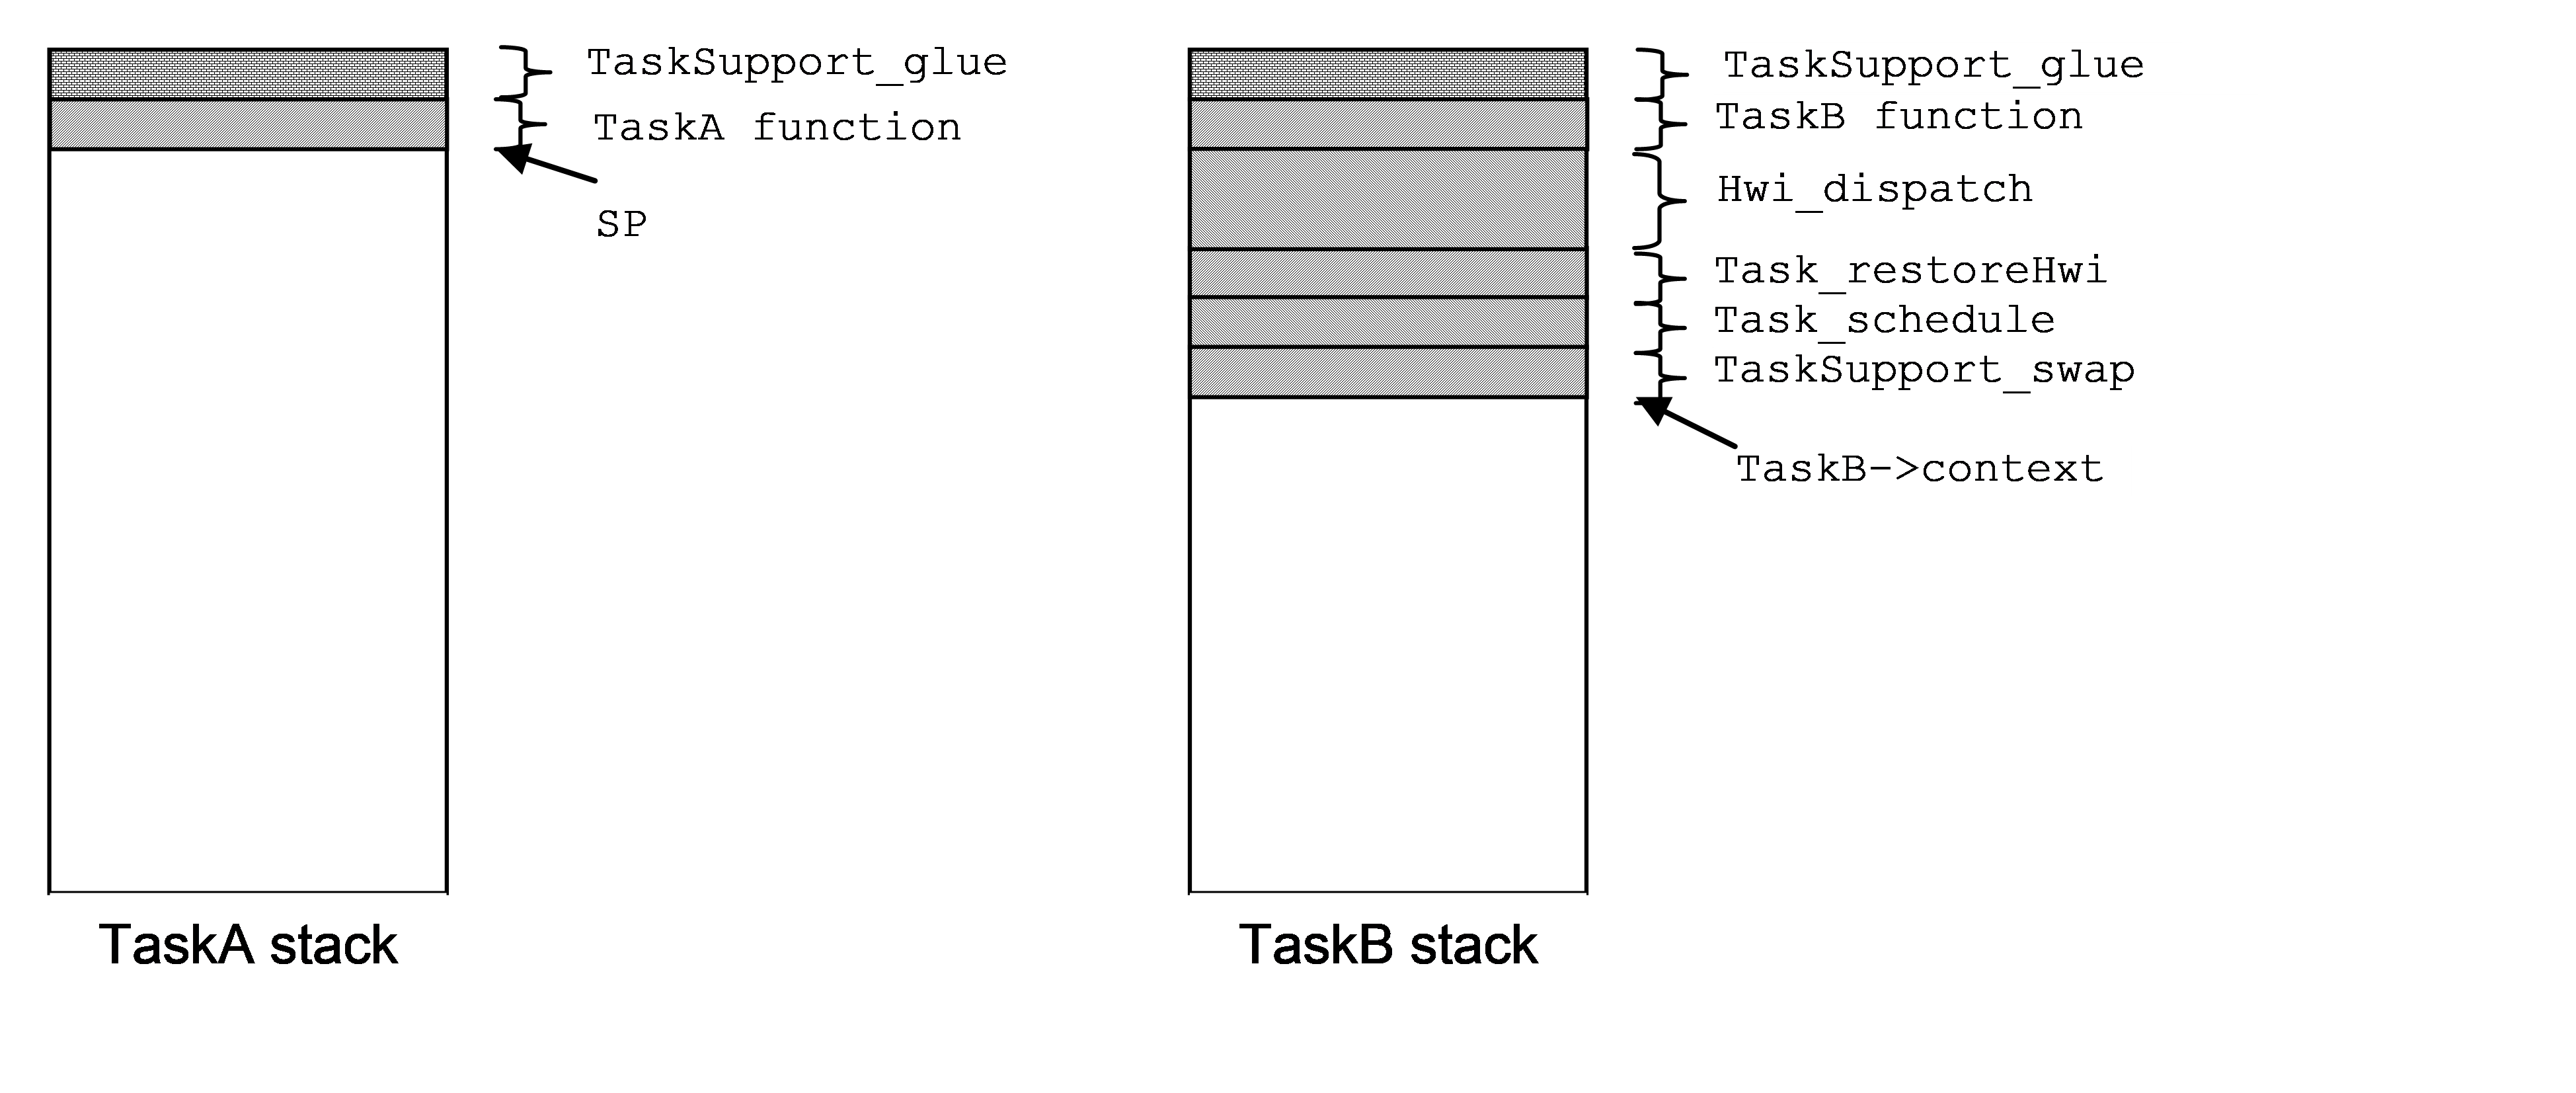 TaskSupport_glue
TaskA function
SP
TaskA stack
TaskSupport_glue
TaskB function
Hwi_dispatch
Task_restoreHwi
Task_schedule
TaskSupport_swap
TaskB->context
TaskB stack